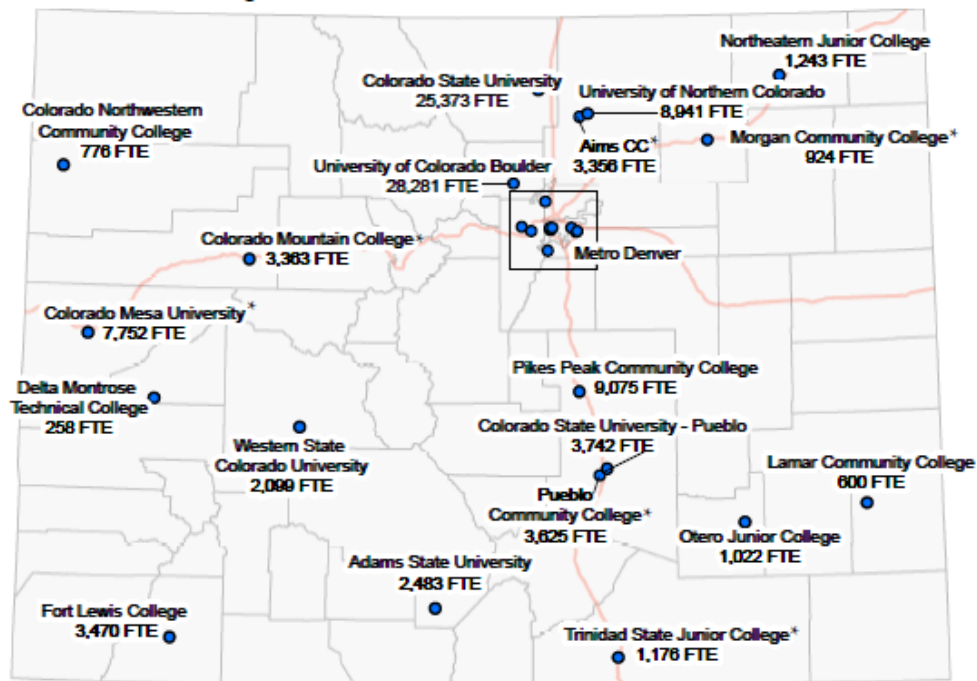 Northeatern Junior College
1,243 FTE
Colorado State University
25,373 FTE
University of Northern Colorado
8,941 FTE
Colorado Northwestern
Community College
776 FTE
Aims CC*
3,356 FTE
Morgan Community College*
924 FTE
University of Colorado Boulder
28,281 FTE
Colorado Mountain College*
3,363 FTE
Metro Denver
Colorado Mesa University*
7,752 FTE
Pikes Peak Community College
9,075 FTE
Delta Montrose
Technical College
258 FTE
Colorado State University - Pueblo
3,742 FTE
Western State
Colorado University
2,099 FTE
Lamar Community College
600 FTE
Pueblo
Community College*
3,625 FTE
Otero Junior College
1,022 FTE
Adams State University
2,483 FTE
Fort Lewis College
3,470 FTE
Trinidad State Junior College*
1,176 FTE